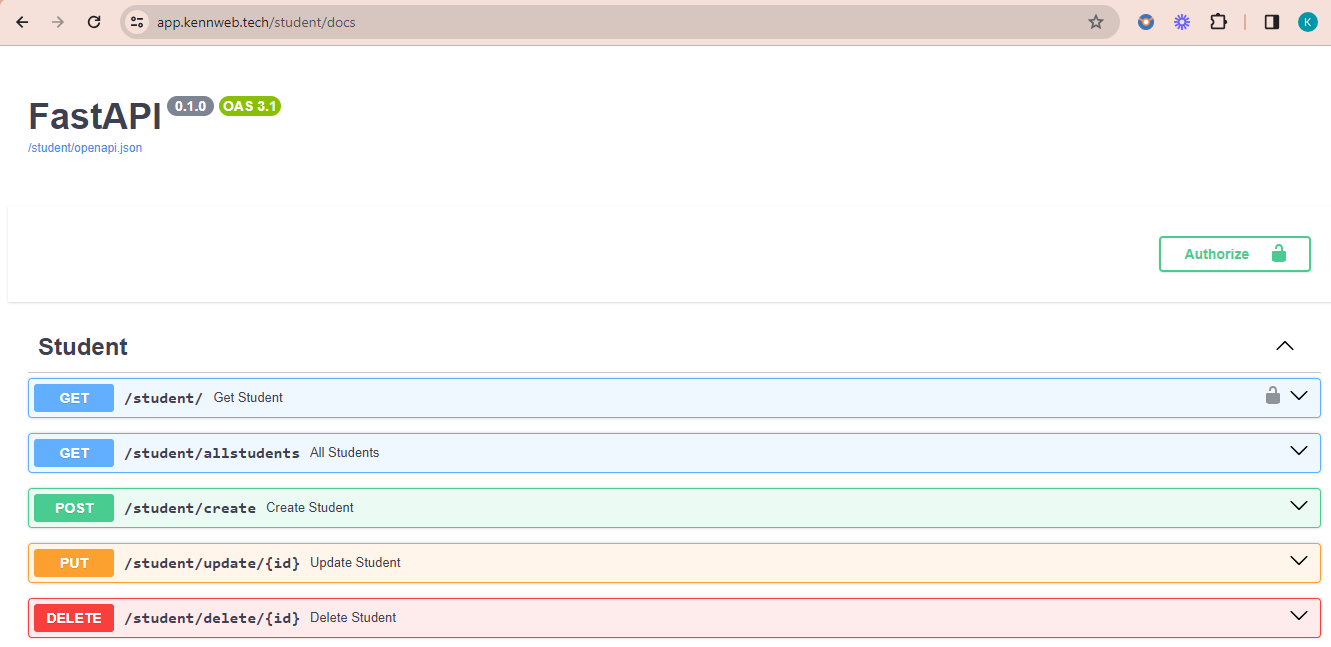 app.kennweb.tech/student/docs
K
FastAPI 0.1.0 OAS 3.1
/student/openapi.json
Authorize
Student
GET /student/ Get Student
GET /student/allstudents All Students
POST /student/create Create Student
PUT /student/update/{id} Update Student
DELETE /student/delete/{id} Delete Student